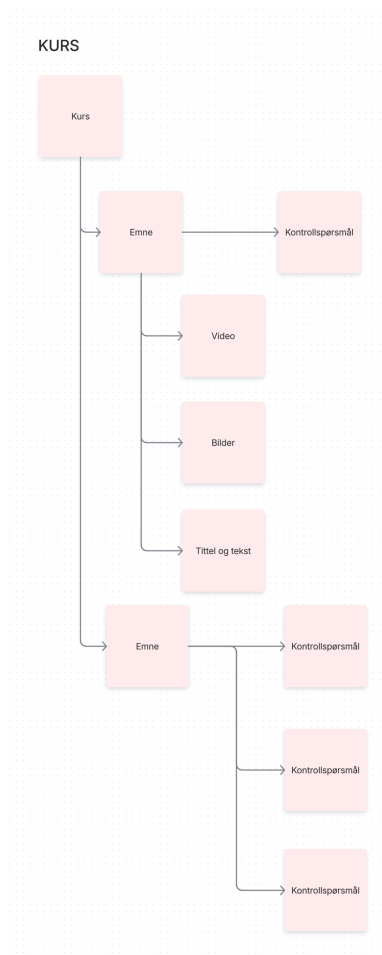 KURS
Kurs
Emne
Kontrollspørsmål
Video
Bilder
Tittel og tekst
Emne
Kontrollspørsmål
Kontrollspørsmål
Kontrollspørsmål